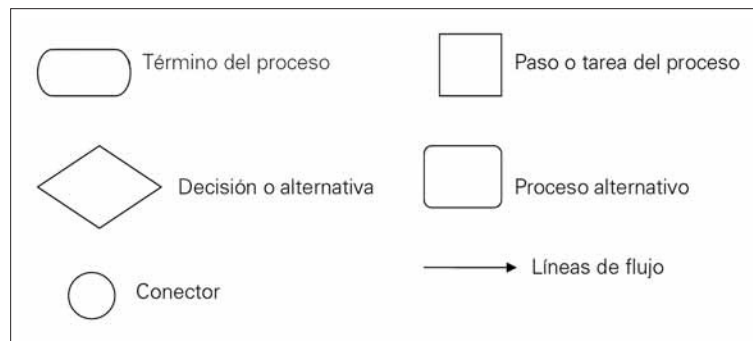 Término del proceso
Paso o tarea del proceso
Decisión o alternativa
Proceso alternativo
Conector
Líneas de flujo